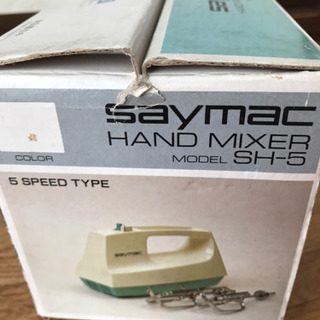 saymac
HAND MIXER
MODEL SH-5
COLOR
5 SPEED TYPE
saymac